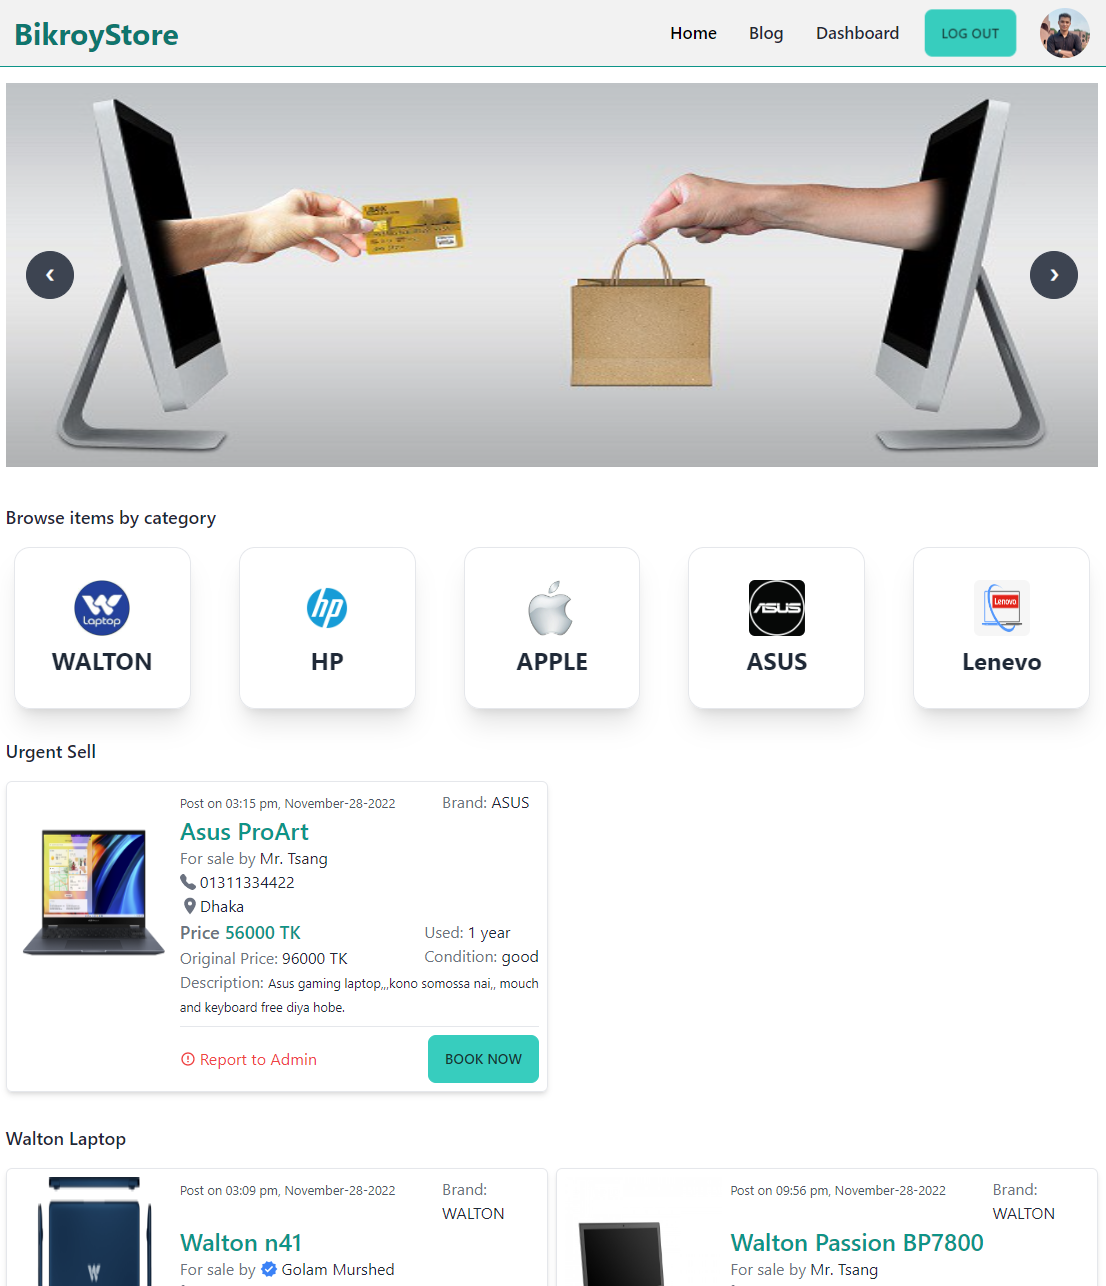 BikroyStore
Home Blog Dashboard LOG OUT
Browse items by category
Laptop
hp
ASUS
Lenovo
WALTON
HP
APPLE
ASUS
Lenevo
Urgent Sell
Post on 03:15 pm, November-28-2022
Brand: ASUS
Asus ProArt
For sale by Mr. Tsang
01311334422
Dhaka
Price 56000 TK
Used: 1 year
Original Price: 96000 TK
Condition: good
Description: Asus gaming laptop,,,kono somossa nai,, mouch
and keyboard free diya hobe.
Report to Admin
BOOK NOW
Walton Laptop
Post on 03:09 pm, November-28-2022
Brand:
WALTON
Walton n41
For sale by Golam Murshed
Post on 09:56 pm, November-28-2022
Brand:
WALTON
Walton Passion BP7800
For sale by Mr. Tsang